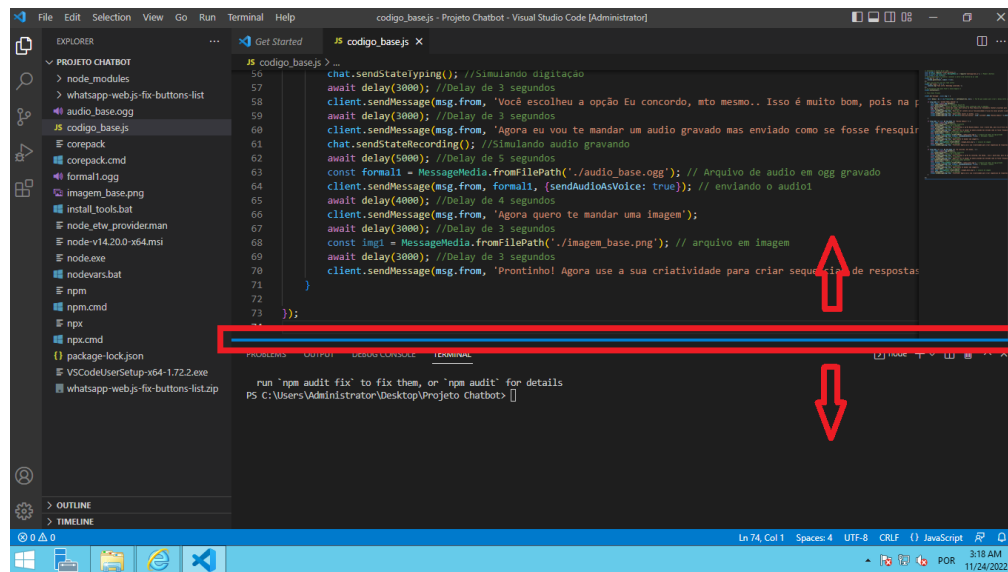 File Edit Selection View Go Run Terminal Help
codigo_base.js - Projeto Chatbot - Visual Studio Code [Administrator]
EXPLORER
PROJETO CHATBOT
node_modules
whatsapp-web.js-fix-buttons-list
audio_base.ogg
JS codigo_base.js
corepack
corepack.cmd
formal1.ogg
imagem_base.png
install_tools.bat
node_etw_provider.man
node-v14.20.0-x64.msi
node.exe
nodevars.bat
npm
npm.cmd
npx
npx.cmd
{} package-lock.json
VSCodeUserSetup-x64-1.72.2.exe
whatsapp-web.js-fix-buttons-list.zip
OUTLINE
TIMELINE
Get Started
JS codigo_base.js
JS codigo_base.js > ...
56 chat.sendStateTyping(); //Simulando digitação
57 await delay(3000); //Delay de 3 segundos
58 client.sendMessage(msg.from, 'Você escolheu a opção Eu concordo, mto mesmo.. Isso é muito bom, pois na p
59 await delay(3000); //Delay de 3 segundos
60 client.sendMessage(msg.from, 'Agora eu vou te mandar um audio gravado mas enviado como se fosse fresquin
61 chat.sendStateRecording(); //Simulando audio gravando
62 await delay(5000); //Delay de 5 segundos
63 const formal1 = MessageMedia.fromFilePath('./audio_base.ogg'); // Arquivo de audio em ogg gravado
64 client.sendMessage(msg.from, formal1, {sendAudioAsVoice: true}); // enviando o audio1
65 await delay(4000); //Delay de 4 segundos
66 client.sendMessage(msg.from, 'Agora quero te mandar uma imagem');
67 await delay(3000); //Delay de 3 segundos
68 const img1 = MessageMedia.fromFilePath('./imagem_base.png'); // arquivo em imagem
69 await delay(3000); //Delay de 3 segundos
70 client.sendMessage(msg.from, 'Prontinho! Agora use a sua criatividade para criar sequencias de respostas
71 }
72
73 });
74
PROBLEMS OUTPUT DEBUG CONSOLE TERMINAL
node
run `npm audit fix` to fix them, or `npm audit` for details
PS C:\Users\Administrator\Desktop\Projeto Chatbot>
0 0
Ln 74, Col 1 Spaces: 4 UTF-8 CRLF {} JavaScript
POR
3:18 AM
11/24/2022